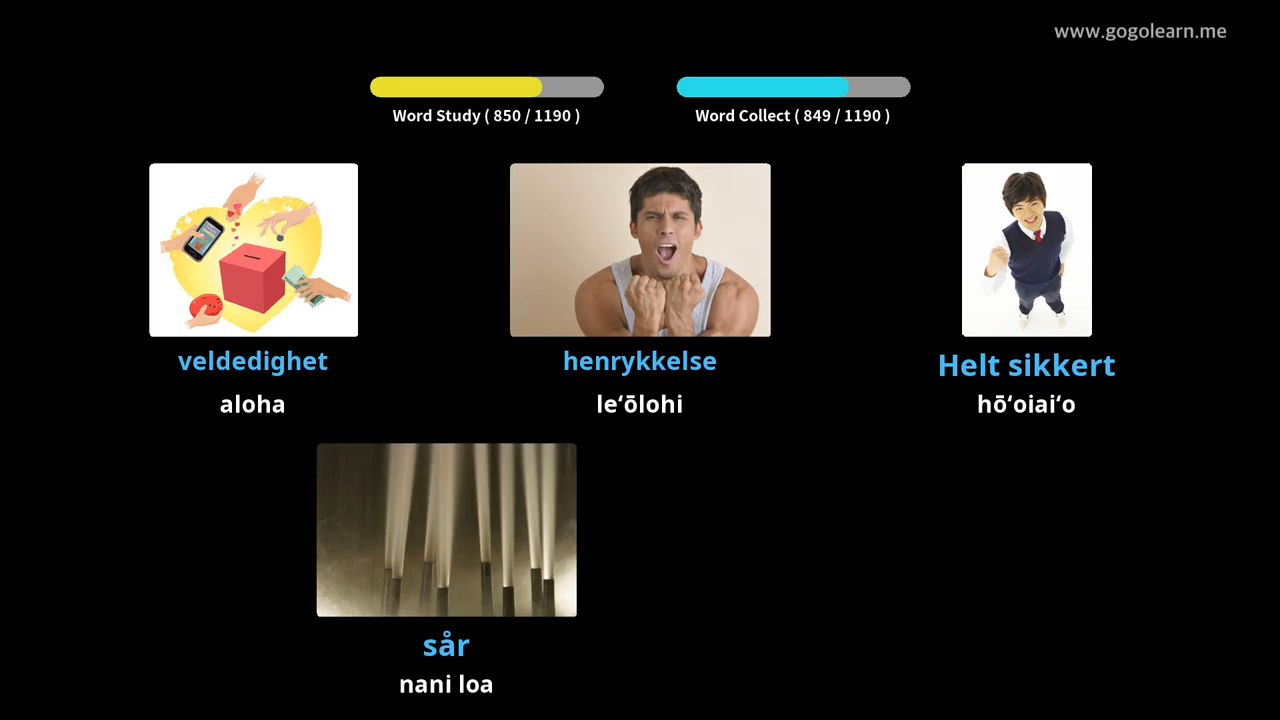 www.gogolearn.me
Word Study ( 850 / 1190 )
Word Collect ( 849 / 1190 )
veldedighet
aloha
henrykkelse
leʻōlohi
Helt sikkert
hōʻoiaiʻo
sår
nani loa